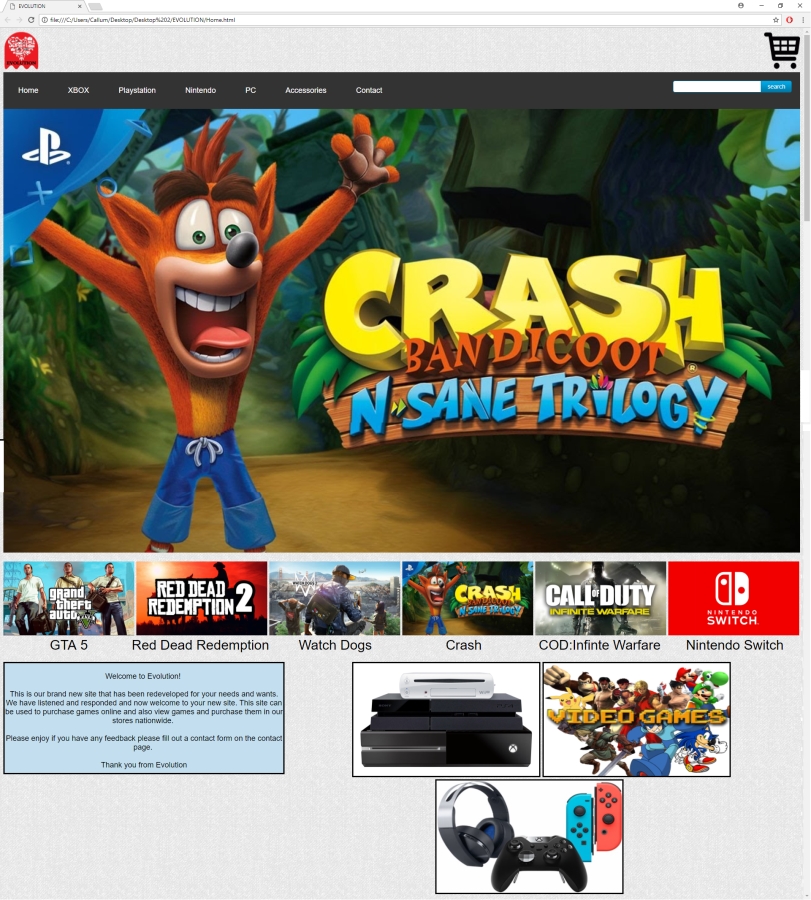 EVOLUTION
file:///C:/Users/Callum/Desktop/Desktop%202/EVOLUTION/Home.html
EVOLUTION
Home XBOX Playstation Nintendo PC Accessories Contact search
CRASH
BANDICOOT ®
N•SANE TRILOGY
grand
theft
auto V
RED DEAD
REDEMPTION 2
WATCH DOGS
CRASH
BANDICOOT
N•SANE TRILOGY
CALL OF DUTY
INFINITE WARFARE
NINTENDO
SWITCH
GTA 5 Red Dead Redemption Watch Dogs Crash COD:Infinte Warfare Nintendo Switch
Welcome to Evolution!
This is our brand new site that has been redeveloped for your needs and wants.
We have listened and responded and now welcome to your new site. This site can
be used to purchase games online and also view games and purchase them in our
stores nationwide.
Please enjoy if you have any feedback please fill out a contact form on the contact
page.
Thank you from Evolution
VIDEO GAMES